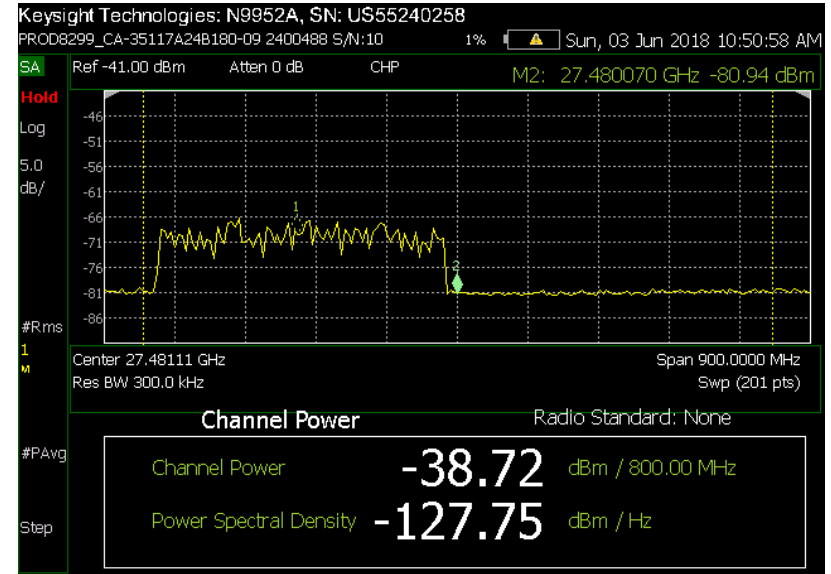 Keysight Technologies: N9952A, SN: US55240258
PROD8299_CA-35117A24B180-09 2400488 S/N:10 1% Sun, 03 Jun 2018 10:50:58 AM
SA Ref -41.00 dBm Atten 0 dB CHP M2: 27.480070 GHz -80.94 dBm
Hold
Log
5.0
dB/
-46
-51
-56
-61
-66
-71
-76
-81
-86
1
2
#Rms
1
M
Center 27.48111 GHz Span 900.0000 MHz
Res BW 300.0 kHz Swp (201 pts)
Channel Power Radio Standard: None
#PAvg
Channel Power -38.72 dBm / 800.00 MHz
Step
Power Spectral Density -127.75 dBm / Hz